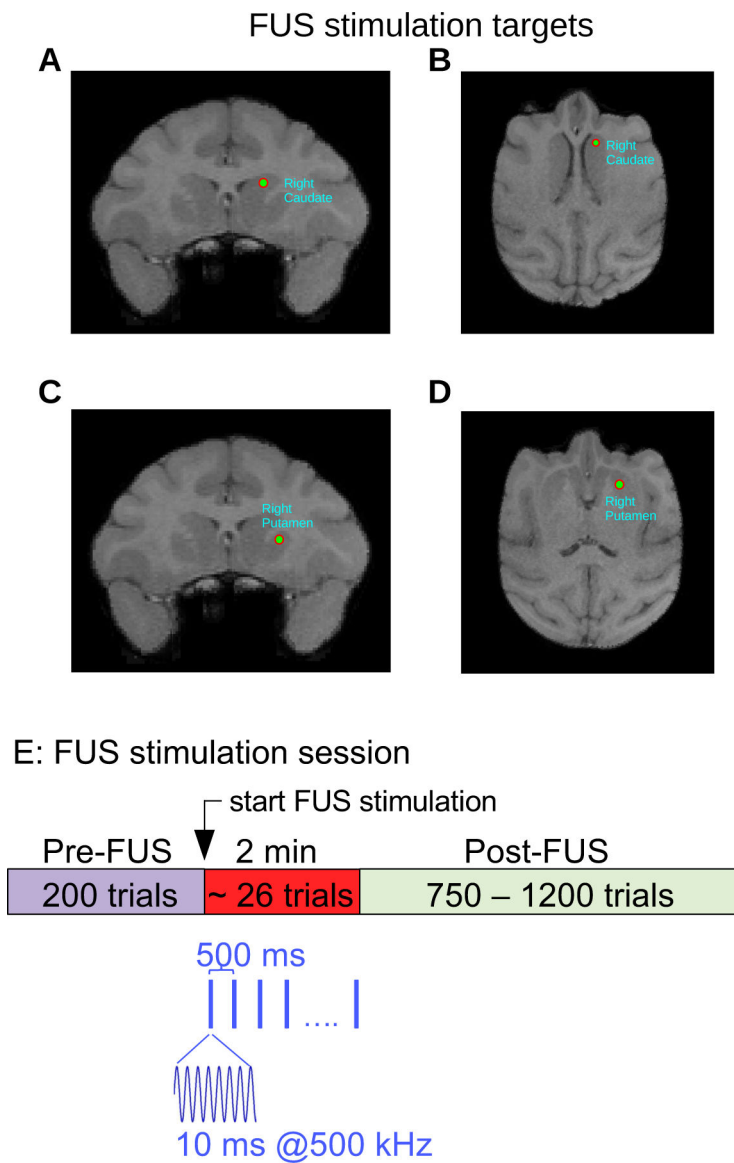 FUS stimulation targets
A
B
Right
Caudate
Right
Caudate
C
D
Right
Putamen
Right
Putamen
E: FUS stimulation session
start FUS stimulation
Pre-FUS
2 min
Post-FUS
200 trials
~ 26 trials
750 – 1200 trials
500 ms
....
10 ms @500 kHz